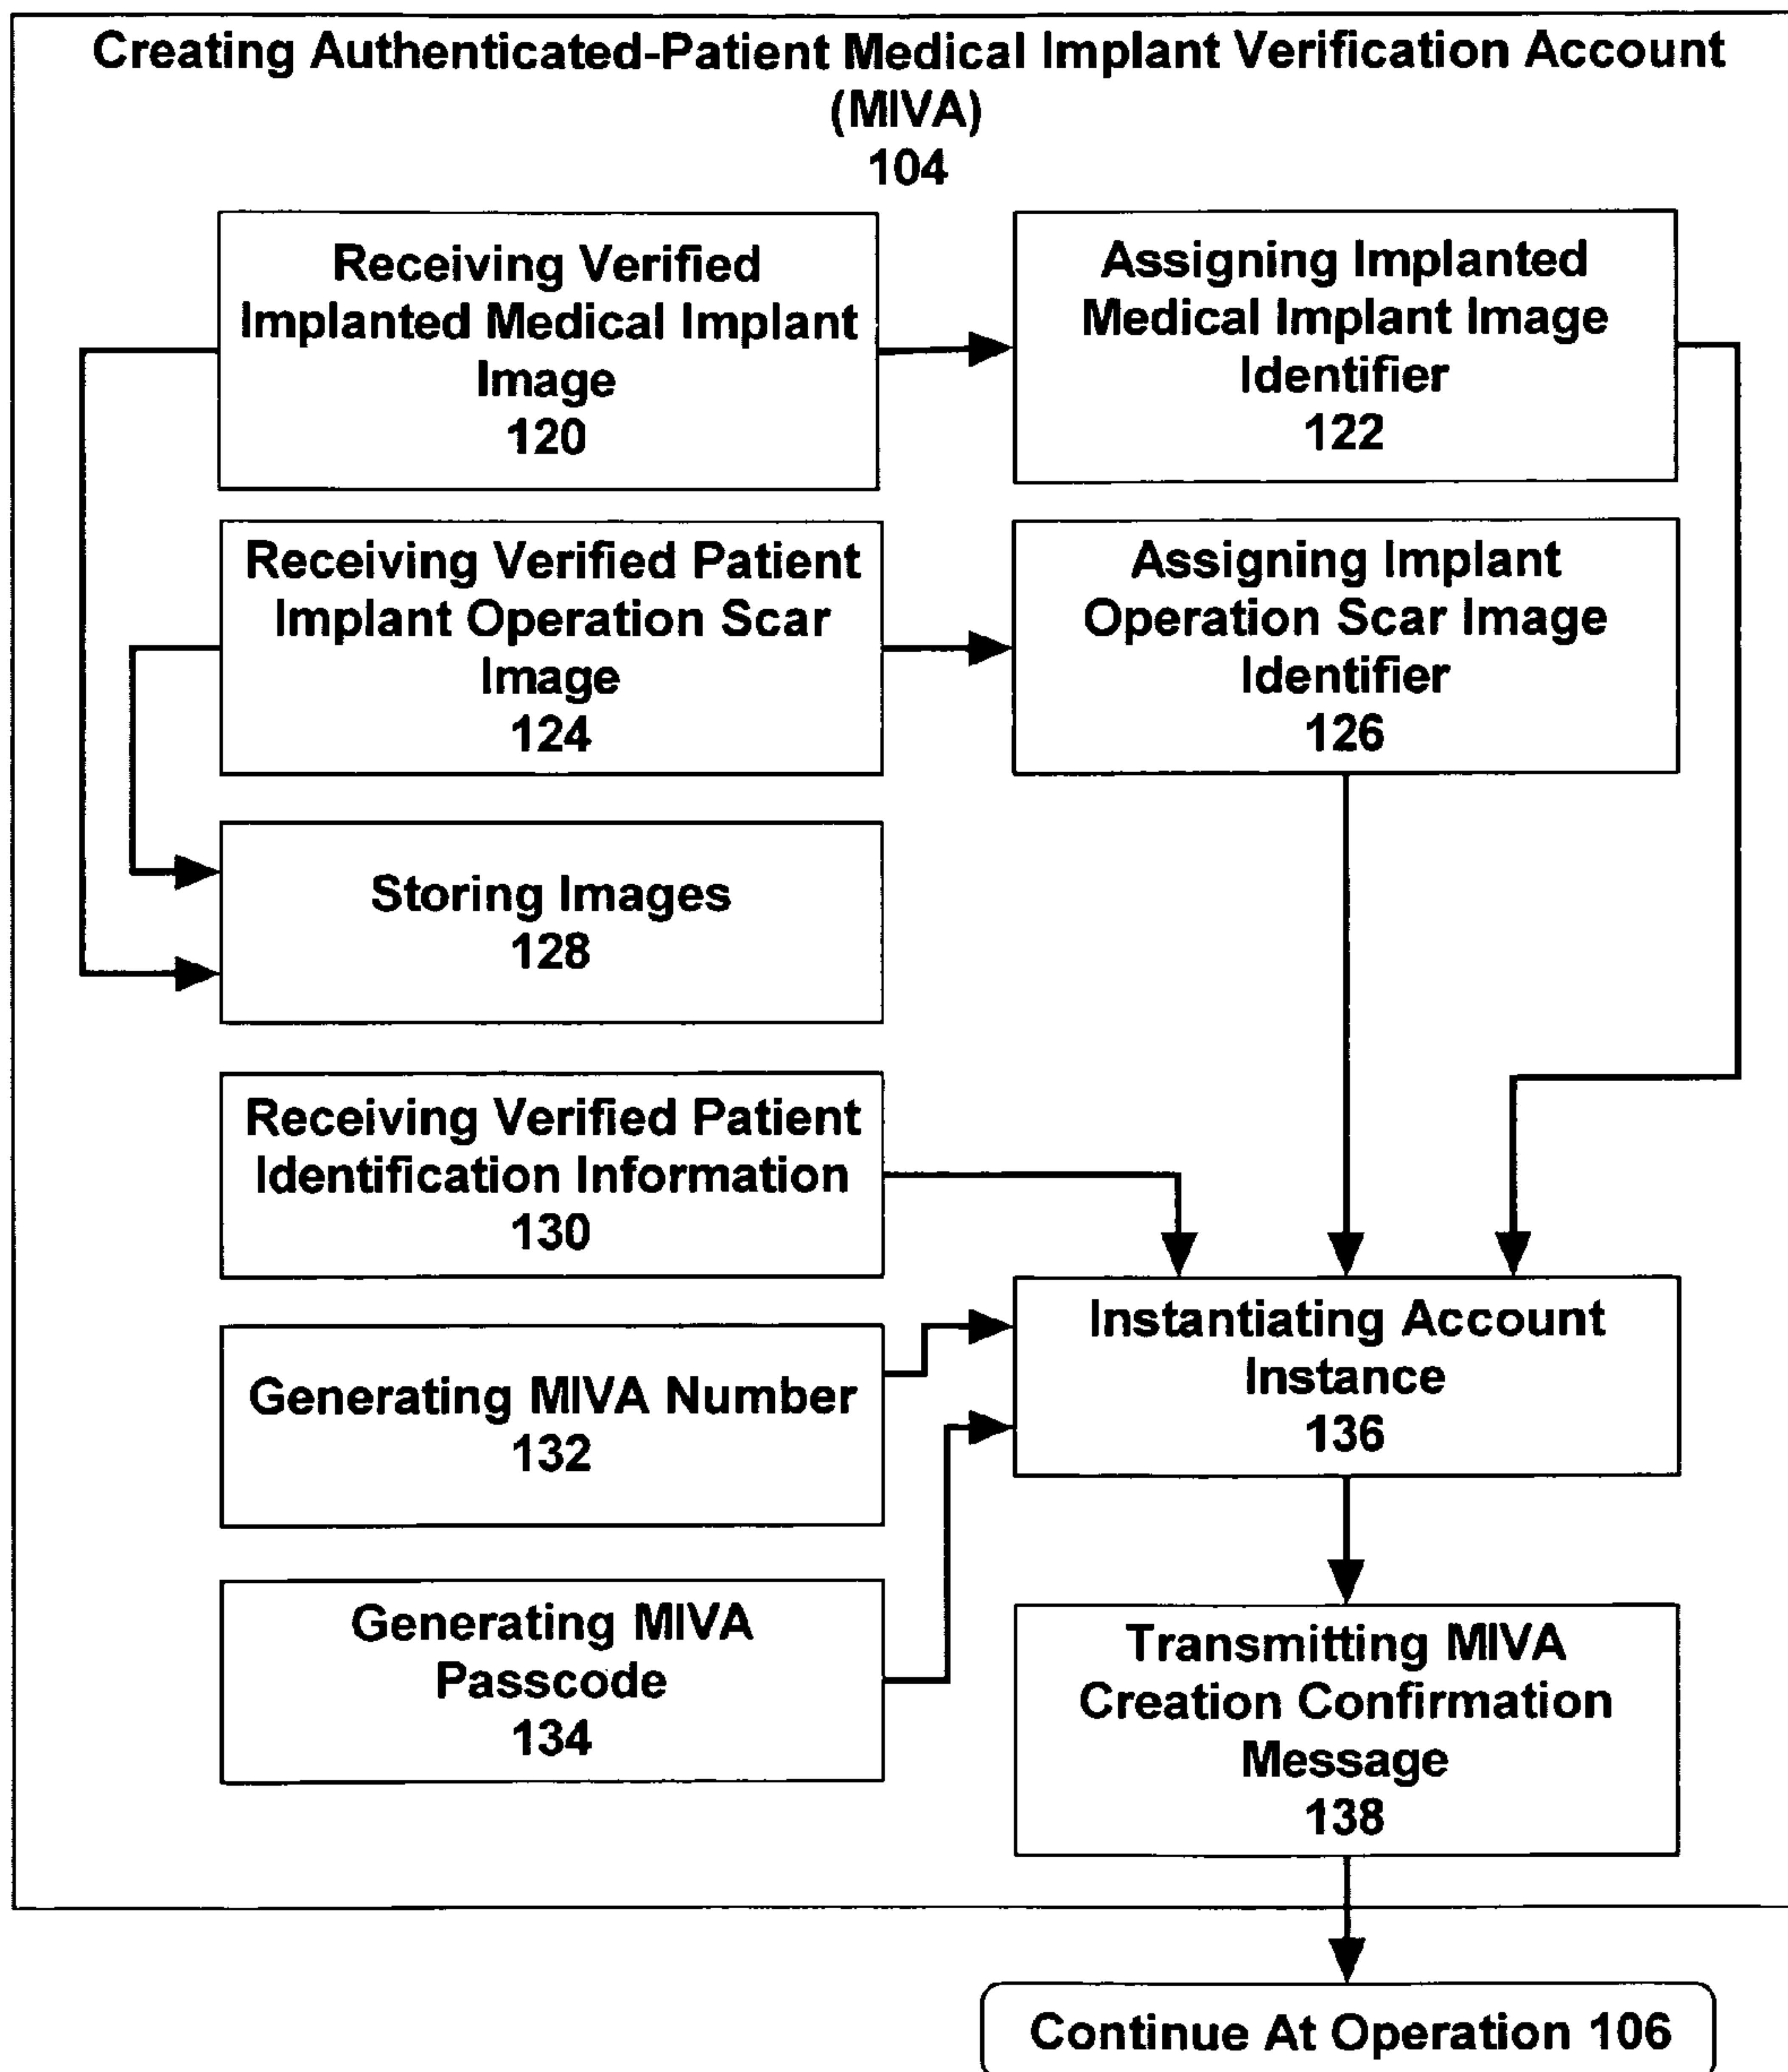 Creating Authenticated-Patient Medical Implant Verification Account
(MIVA)
104
Receiving Verified
Implanted Medical Implant
Image
120
Assigning Implanted
Medical Implant Image
Identifier
122
Receiving Verified Patient
Implant Operation Scar
Image
124
Assigning Implant
Operation Scar Image
Identifier
126
Storing Images
128
Receiving Verified Patient
Identification Information
130
Generating MIVA Number
132
Instantiating Account
Instance
136
Generating MIVA
Passcode
134
Transmitting MIVA
Creation Confirmation
Message
138
Continue At Operation 106